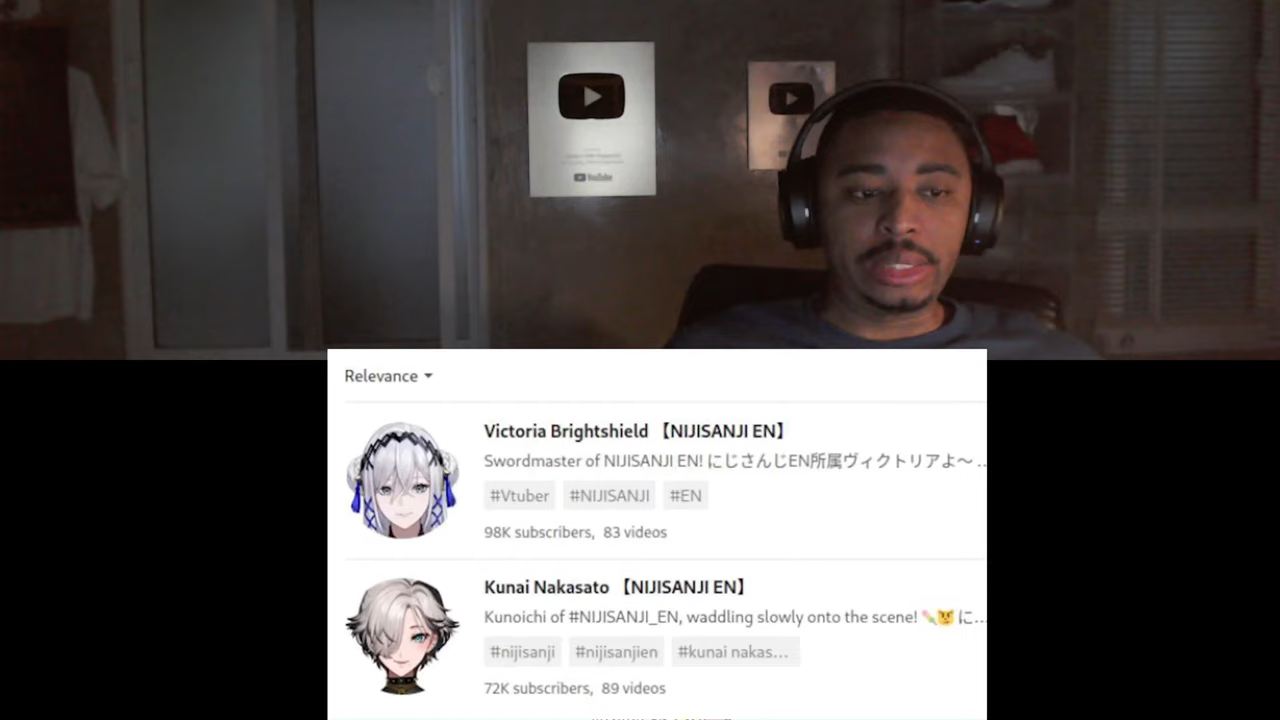 YouTube
Relevance
Victoria Brightshield 【NIJISANJI EN】
Swordmaster of NIJISANJI EN! にじさんじEN所属ヴィクトリアよ〜 ...
#Vtuber #NIJISANJI #EN
98K subscribers, 83 videos
Kunai Nakasato 【NIJISANJI EN】
Kunoichi of #NIJISANJI_EN, waddling slowly onto the scene! 🍡😼 に...
#nijisanji #nijisanjien #kunai nakas...
72K subscribers, 89 videos